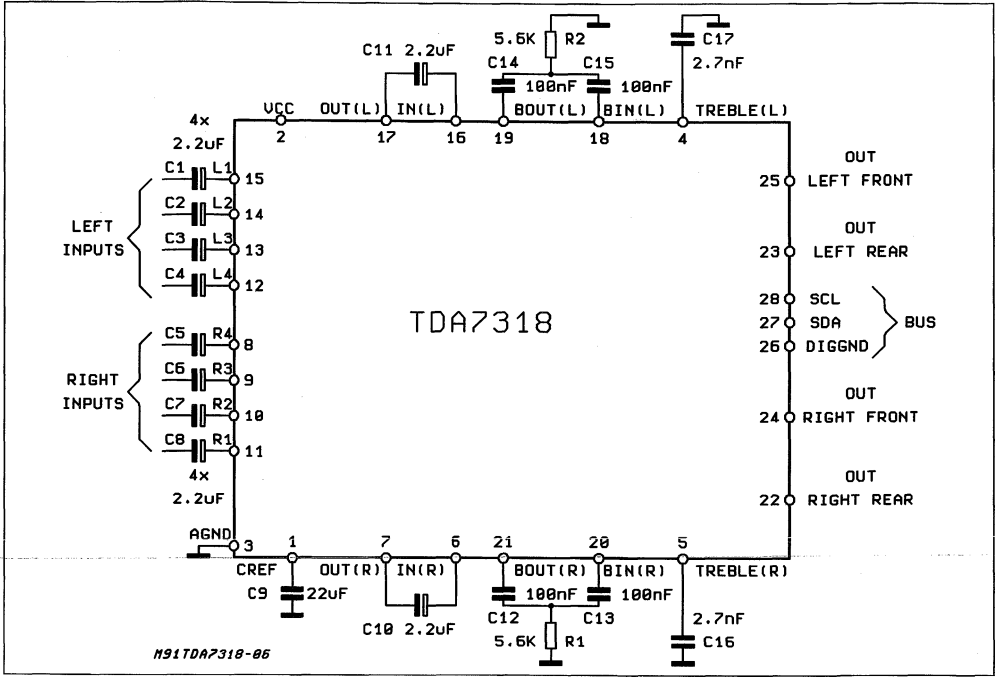 C11 2.2uF
5.6K R2
C17
C14 C15
2.7nF
100nF 100nF
VCC OUT(L) IN(L) BOUT(L) BIN(L) TREBLE(L)
4x
2 17 16 19 18 4
2.2uF
C1 L1 15
C2 L2 14
LEFT
INPUTS
C3 L3 13
C4 L4 12
C5 R4 8
RIGHT
INPUTS
C6 R3 9
C7 R2 10
C8 R1 11
4x
2.2uF
TDA7318
OUT
25 LEFT FRONT
OUT
23 LEFT REAR
28 SCL
27 SDA BUS
26 DIGGND
OUT
24 RIGHT FRONT
OUT
22 RIGHT REAR
AGND
3 1 7 6 21 20 5
CREF OUT(R) IN(R) BOUT(R) BIN(R) TREBLE(R)
C9 22uF 100nF 100nF
C10 2.2uF C12 C13
2.7nF
5.6K R1 C16
M91TDA7318-06